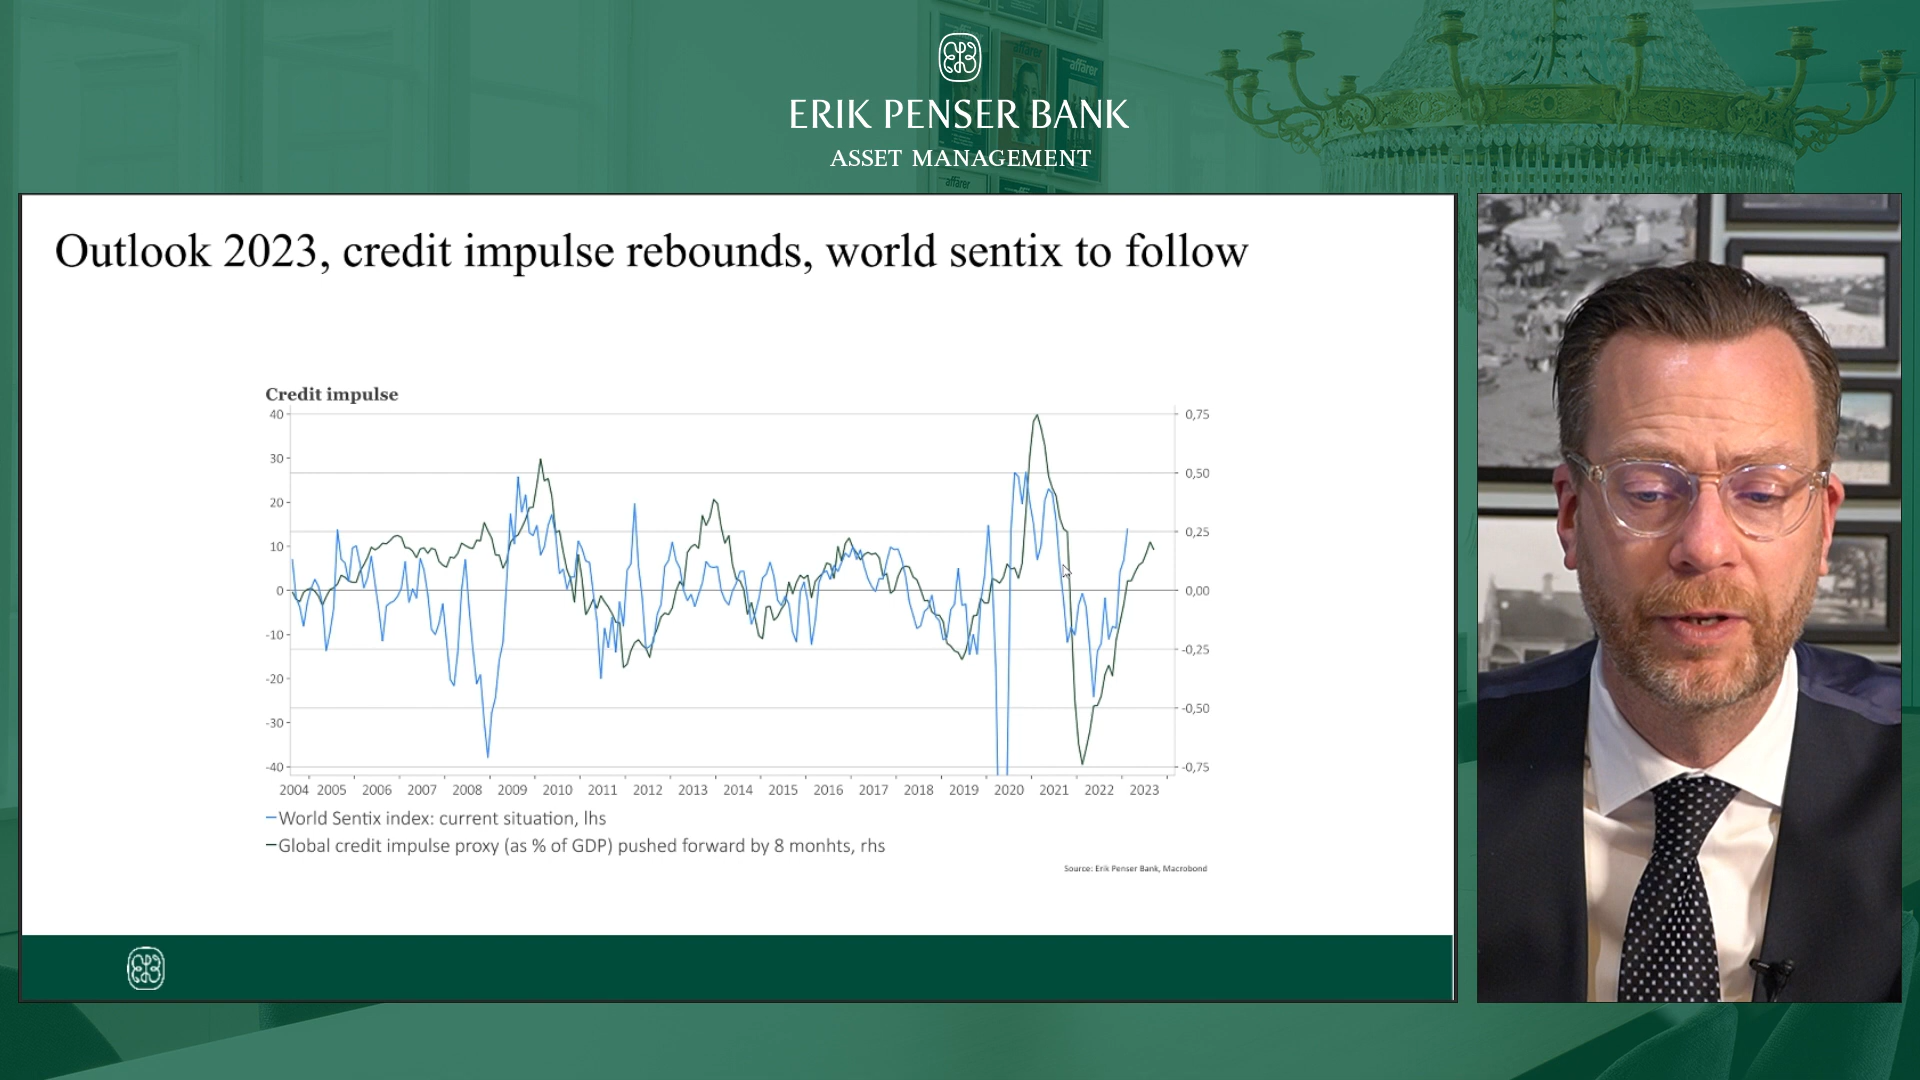 affärer
affärer
affärer
ERIK PENSER BANK
ASSET MANAGEMENT
Outlook 2023, credit impulse rebounds, world sentix to follow
Credit impulse
40
30
20
10
0
-10
-20
-30
-40
0,75
0,50
0,25
0,00
-0,25
-0,50
-0,75
2004 2005 2006 2007 2008 2009 2010 2011 2012 2013 2014 2015 2016 2017 2018 2019 2020 2021 2022 2023
World Sentix index: current situation, lhs
Global credit impulse proxy (as % of GDP) pushed forward by 8 monhts, rhs
Source: Erik Penser Bank, Macrobond